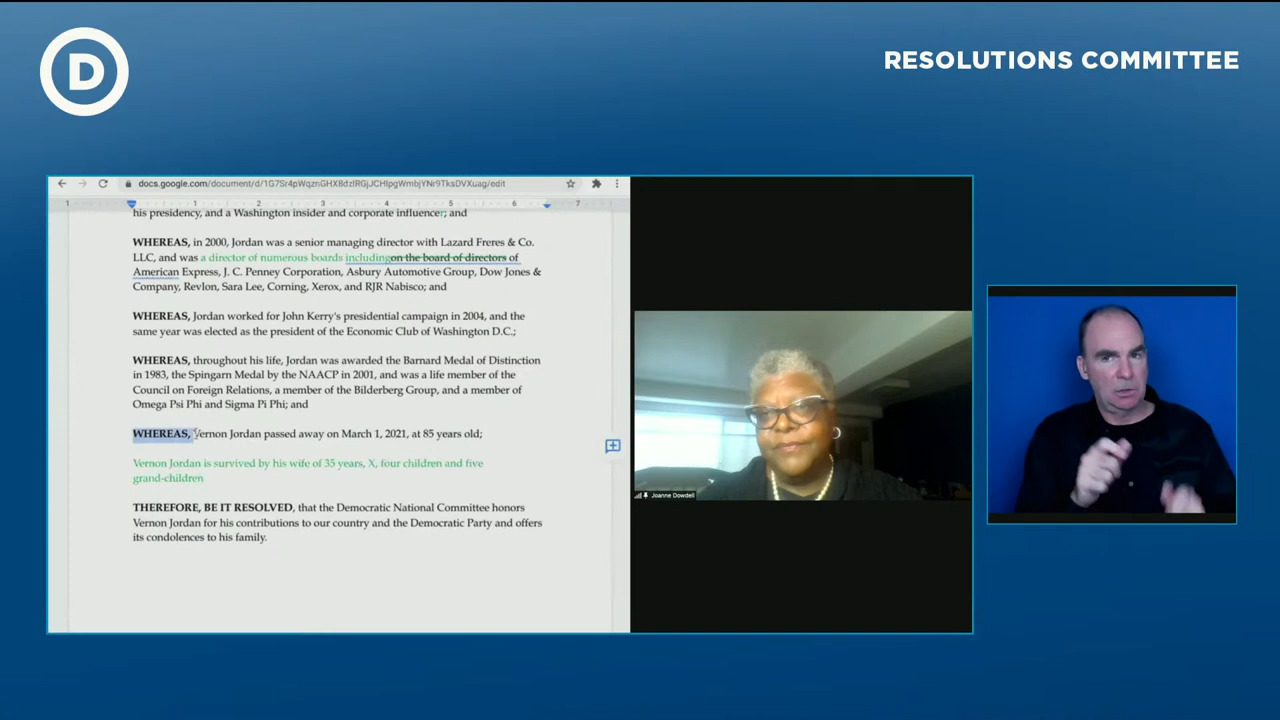 D
RESOLUTIONS COMMITTEE
docs.google.com/document/d/1G7Sr4pWqznGHX8dzIRGjJCHIpgWmbjYNr9TksDVXuag/edit
1 1 2 3 4 5 6 7
his presidency, and a Washington insider and corporate influencer; and
WHEREAS, in 2000, Jordan was a senior managing director with Lazard Freres & Co.
LLC, and was a director of numerous boards includingon the board of directors of
American Express, J. C. Penney Corporation, Asbury Automotive Group, Dow Jones &
Company, Revlon, Sara Lee, Corning, Xerox, and RJR Nabisco; and
WHEREAS, Jordan worked for John Kerry's presidential campaign in 2004, and the
same year was elected as the president of the Economic Club of Washington D.C.;
WHEREAS, throughout his life, Jordan was awarded the Barnard Medal of Distinction
in 1983, the Spingarn Medal by the NAACP in 2001, and was a life member of the
Council on Foreign Relations, a member of the Bilderberg Group, and a member of
Omega Psi Phi and Sigma Pi Phi; and
WHEREAS, Vernon Jordan passed away on March 1, 2021, at 85 years old;
Vernon Jordan is survived by his wife of 35 years, X, four children and five
grand-children
THEREFORE, BE IT RESOLVED, that the Democratic National Committee honors
Vernon Jordan for his contributions to our country and the Democratic Party and offers
its condolences to his family.
Joanne Dowdell